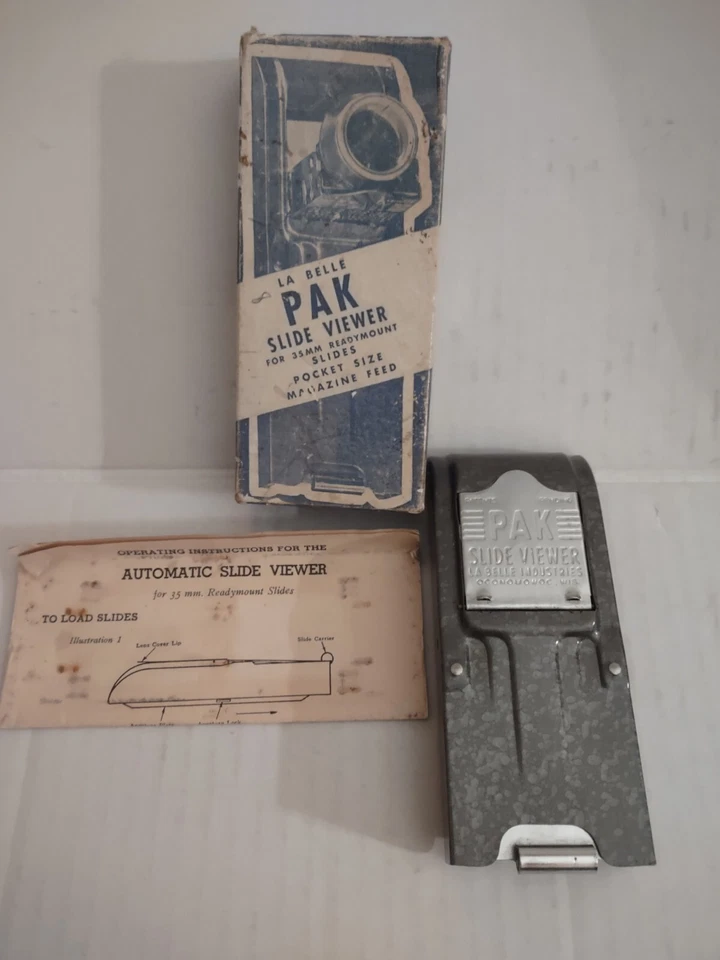 LA BELLE
PAK
SLIDE VIEWER
FOR 35MM READYMOUNT
SLIDES
POCKET SIZE
MAGAZINE FEED
PAK
SLIDE VIEWER
LA BELLE INDUSTRIES
OCONOMOWOC WIS
OPERATING INSTRUCTIONS FOR THE
AUTOMATIC SLIDE VIEWER
for 35 mm. Readymount Slides
TO LOAD SLIDES
Illustration 1
Lens Cover Lip
Slide Carrier